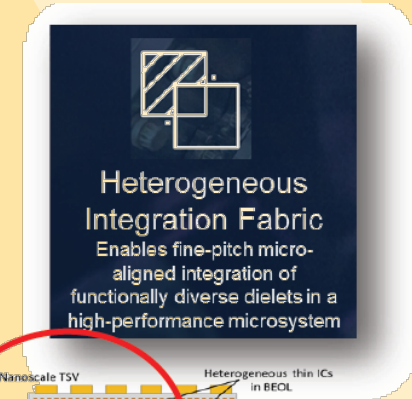 Heterogeneous
Integration Fabric
Enables fine-pitch micro-
aligned integration of
functionally diverse dielets in a
high-performance microsystem
Nanoscale TSV
Heterogeneous thin ICs
in BEOL